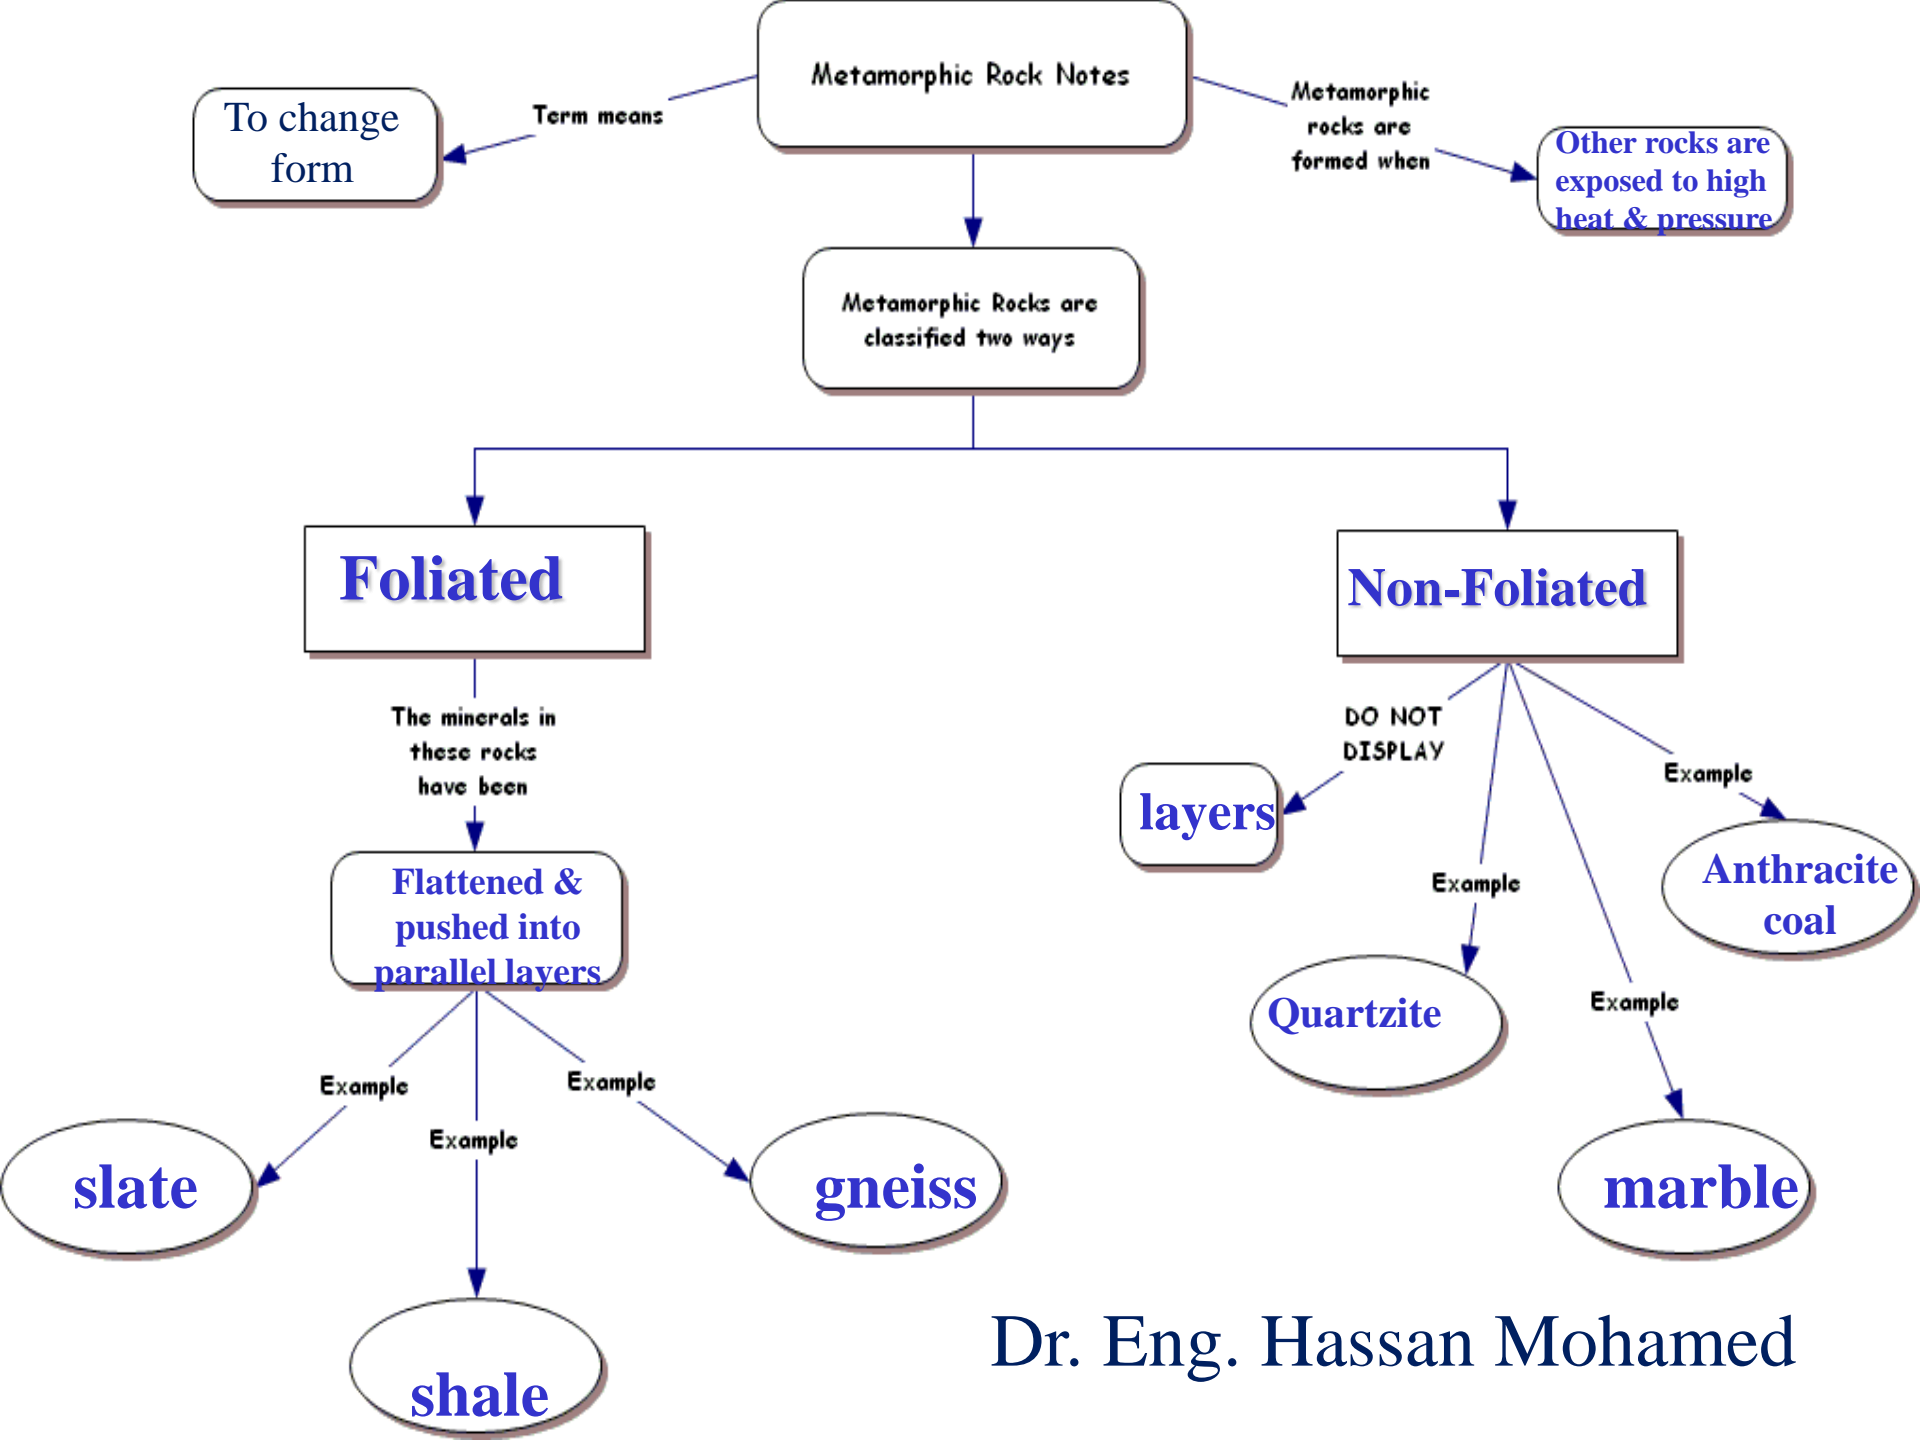 Metamorphic Rock Notes
Term means
To change
form
Metamorphic
rocks are
formed when
Other rocks are
exposed to high
heat & pressure
Metamorphic Rocks are
classified two ways
Foliated
The minerals in
these rocks
have been
Flattened &
pushed into
parallel layers
Example
slate
Example
shale
Example
gneiss
Non-Foliated
DO NOT
DISPLAY
layers
Example
Quartzite
Example
marble
Example
Anthracite
coal
Dr. Eng. Hassan Mohamed